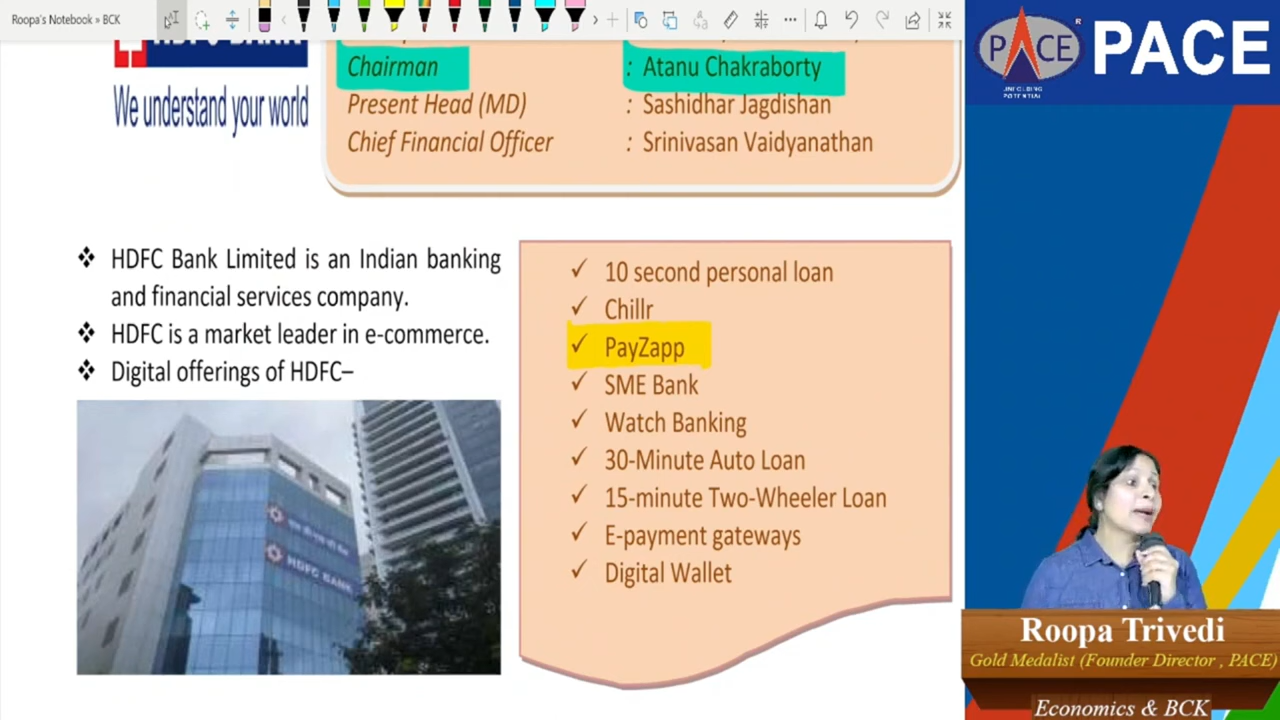 Roopa's Notebook » BCK
HDFC BANK
We understand your world
Chairman : Atanu Chakraborty
Present Head (MD) : Sashidhar Jagdishan
Chief Financial Officer : Srinivasan Vaidyanathan
❖ HDFC Bank Limited is an Indian banking
and financial services company.
❖ HDFC is a market leader in e-commerce.
❖ Digital offerings of HDFC–
HDFC BANK
✓ 10 second personal loan
✓ Chillr
✓ PayZapp
✓ SME Bank
✓ Watch Banking
✓ 30-Minute Auto Loan
✓ 15-minute Two-Wheeler Loan
✓ E-payment gateways
✓ Digital Wallet
PACE
UNFOLDING
POTENTIAL
®
PACE
Roopa Trivedi
Gold Medalist (Founder Director , PACE)
Economics & BCK